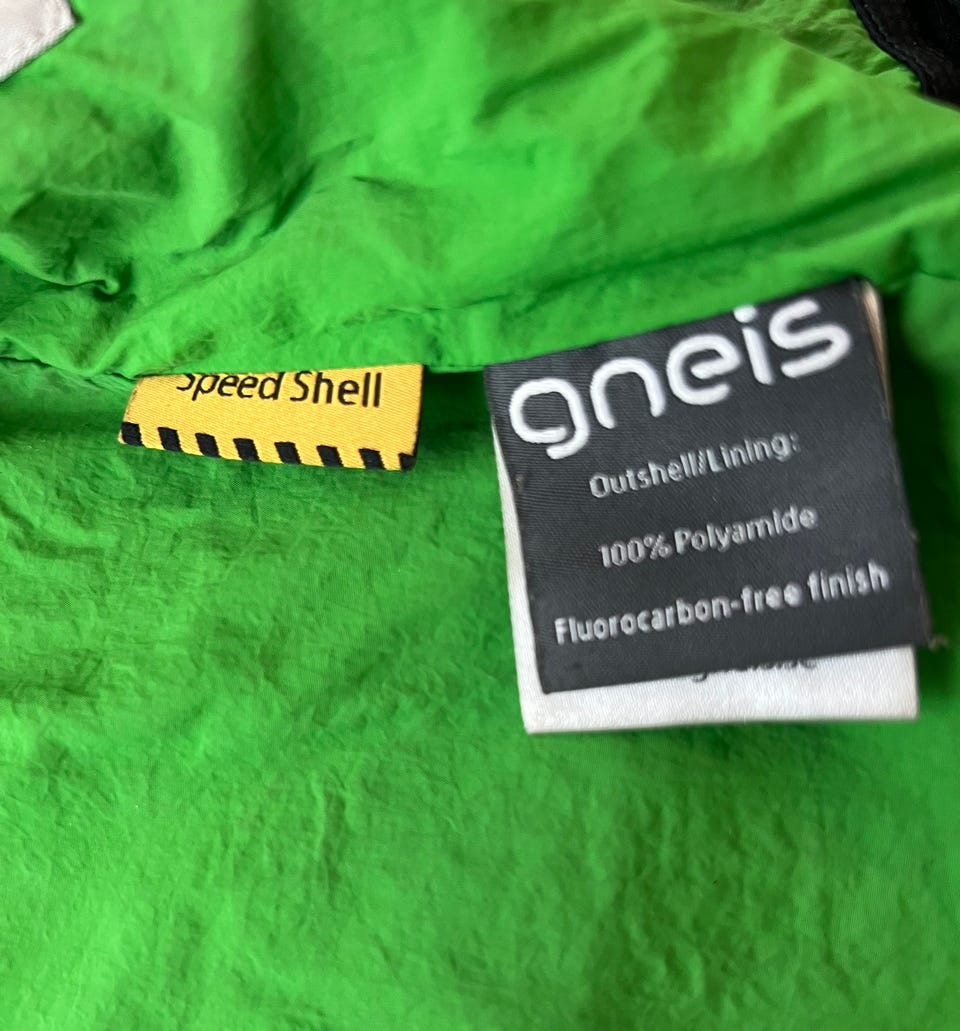 Speed Shell
gneis
Outshell/Lining:
100% Polyamide
Fluorocarbon-free finish